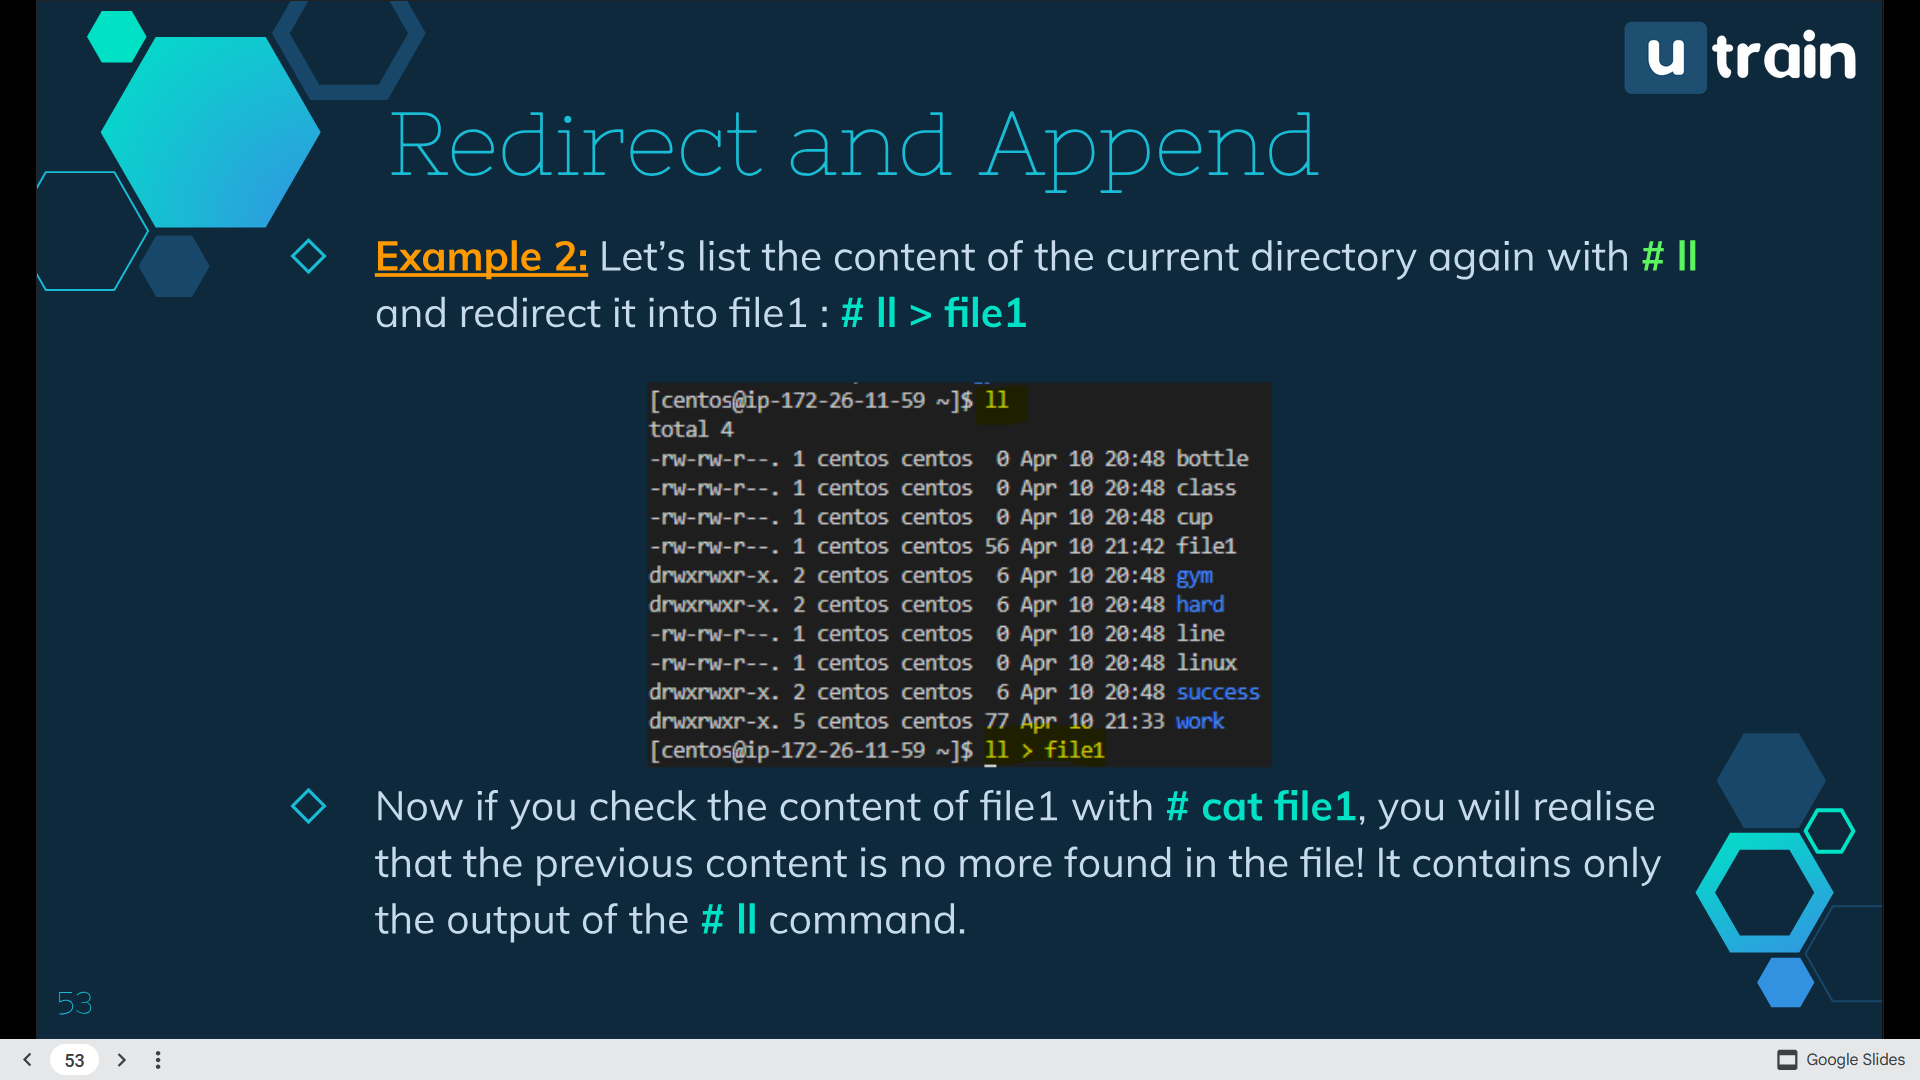 u train
Redirect and Append
Example 2: Let’s list the content of the current directory again with # ll
and redirect it into file1 : # ll > file1
[centos@ip-172-26-11-59 ~]$ ll
total 4
-rw-rw-r--. 1 centos centos  0 Apr 10 20:48 bottle
-rw-rw-r--. 1 centos centos  0 Apr 10 20:48 class
-rw-rw-r--. 1 centos centos  0 Apr 10 20:48 cup
-rw-rw-r--. 1 centos centos 56 Apr 10 21:42 file1
drwxrwxr-x. 2 centos centos  6 Apr 10 20:48 gym
drwxrwxr-x. 2 centos centos  6 Apr 10 20:48 hard
-rw-rw-r--. 1 centos centos  0 Apr 10 20:48 line
-rw-rw-r--. 1 centos centos  0 Apr 10 20:48 linux
drwxrwxr-x. 2 centos centos  6 Apr 10 20:48 success
drwxrwxr-x. 5 centos centos 77 Apr 10 21:33 work
[centos@ip-172-26-11-59 ~]$ ll > file1
Now if you check the content of file1 with # cat file1, you will realise
that the previous content is no more found in the file! It contains only
the output of the # ll command.
53
53
Google Slides